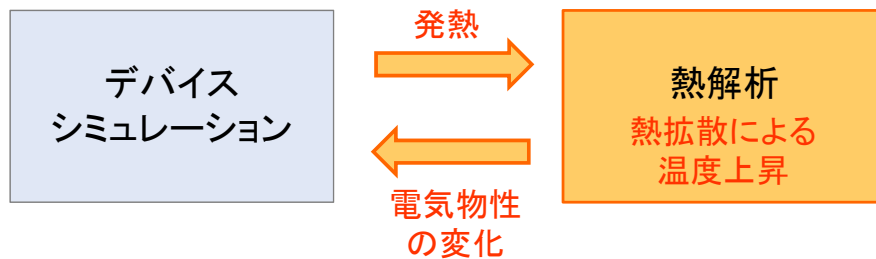 デバイス
シミュレーション
発熱
電気物性
の変化
熱解析
熱拡散による
温度上昇